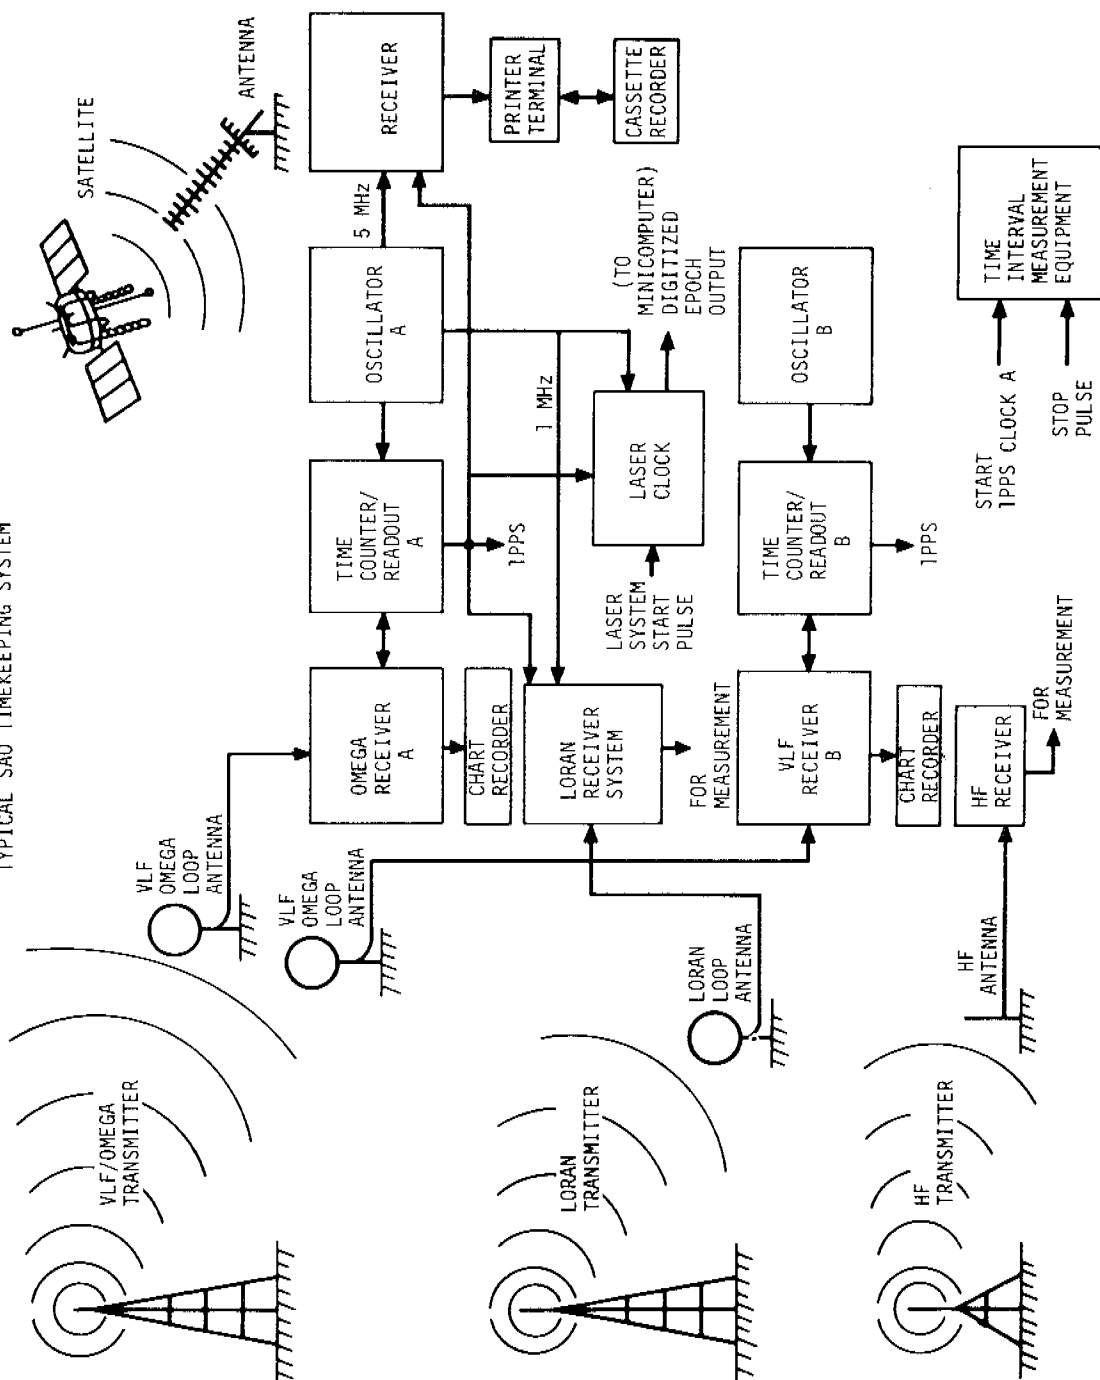 TYPICAL SAO TIMEKEEPING SYSTEM
SATELLITE
ANTENNA
VLF/OMEGA
TRANSMITTER
VLF
OMEGA
LOOP
ANTENNA
VLF
OMEGA
LOOP
ANTENNA
OMEGA
RECEIVER
A
TIME
COUNTER/
READOUT
A
OSCILLATOR
A
5 MHz
RECEIVER
CHART
RECORDER
1PPS
PRINTER
TERMINAL
LORAN
RECEIVER
SYSTEM
1 MHz
CASSETTE
RECORDER
LASER
SYSTEM
START
PULSE
LASER
CLOCK
(TO
MINICOMPUTER)
DIGITIZED
EPOCH
OUTPUT
LORAN
TRANSMITTER
LORAN
LOOP
ANTENNA
FOR
MEASUREMENT
VLF
RECEIVER
B
TIME
COUNTER/
READOUT
B
OSCILLATOR
B
CHART
RECORDER
1PPS
HF
TRANSMITTER
HF
ANTENNA
HF
RECEIVER
FOR
MEASUREMENT
START
1PPS CLOCK A
STOP
PULSE
TIME
INTERVAL
MEASUREMENT
EQUIPMENT